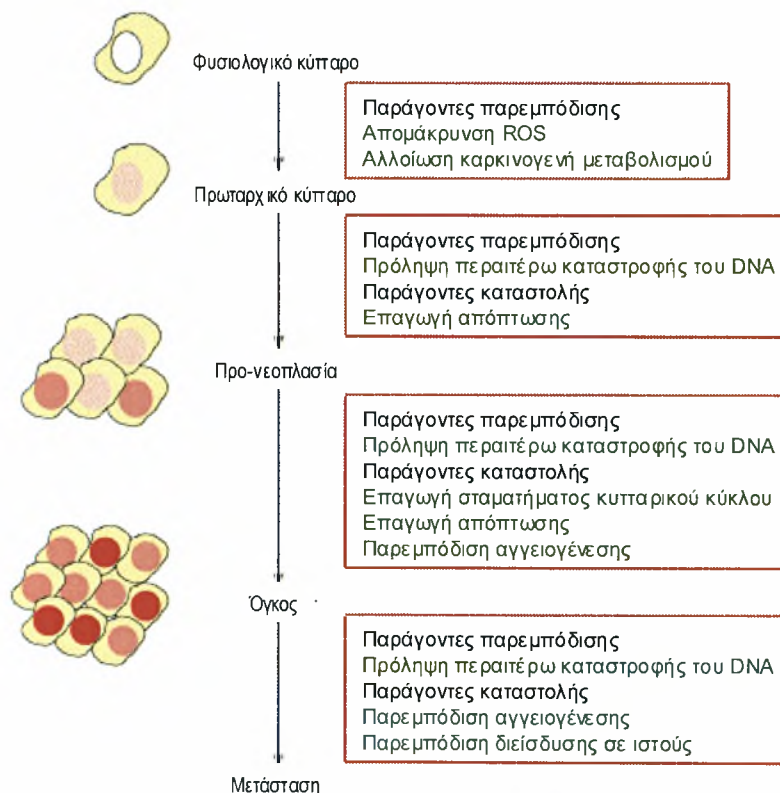 Φυσιολογικό κύτταρο
Παράγοντες παρεμπόδισης
Απομάκρυνση ROS
Αλλοίωση καρκινογενή μεταβολισμού
Πρωταρχικό κύτταρο
Παράγοντες παρεμπόδισης
Πρόληψη περαιτέρω καταστροφής του DNA
Παράγοντες καταστολής
Επαγωγή απόπτωσης
Προ-νεοπλασία
Παράγοντες παρεμπόδισης
Πρόληψη περαιτέρω καταστροφής του DNA
Παράγοντες καταστολής
Επαγωγή σταματήματος κυτταρικού κύκλου
Επαγωγή απόπτωσης
Παρεμπόδιση αγγειογένεσης
Όγκος
Παράγοντες παρεμπόδισης
Πρόληψη περαιτέρω καταστροφής του DNA
Παράγοντες καταστολής
Παρεμπόδιση αγγειογένεσης
Παρεμπόδιση διείσδυσης σε ιστούς
Μετάσταση